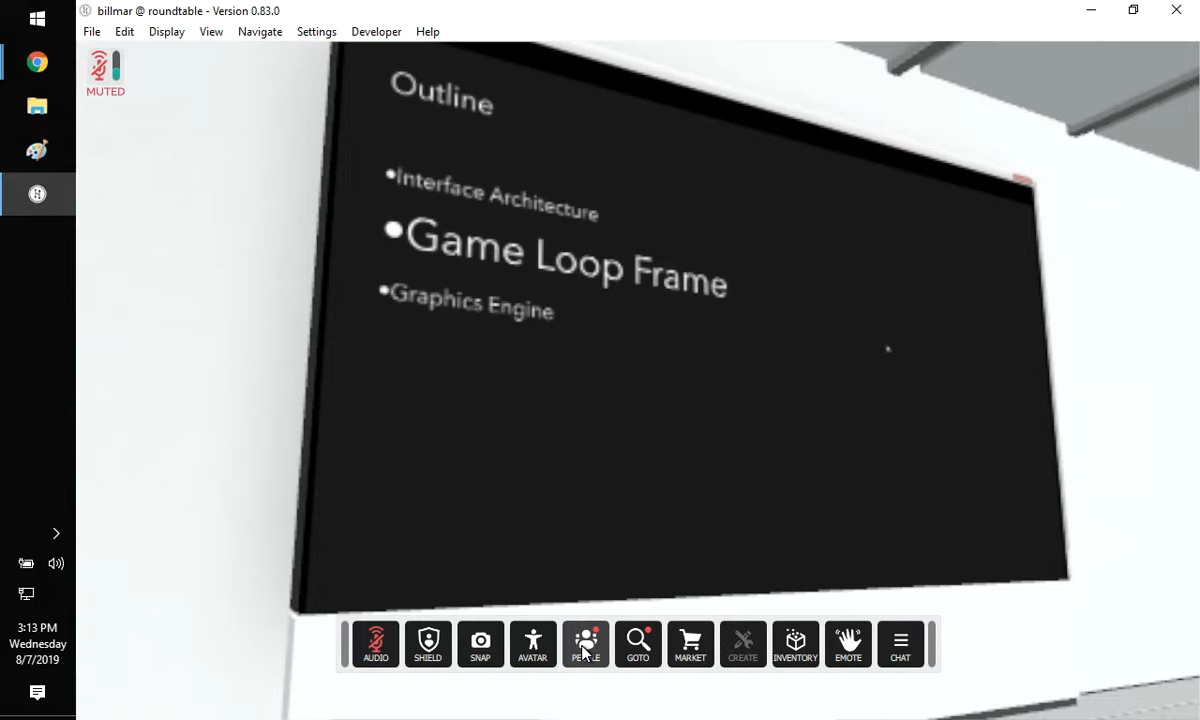 billmar @ roundtable - Version 0.83.0
File Edit Display View Navigate Settings Developer Help
MUTED
Outline
•Interface Architecture
•Game Loop Frame
•Graphics Engine
AUDIO SHIELD SNAP AVATAR PEOPLE GOTO MARKET CREATE INVENTORY EMOTE CHAT
3:13 PM
Wednesday
8/7/2019